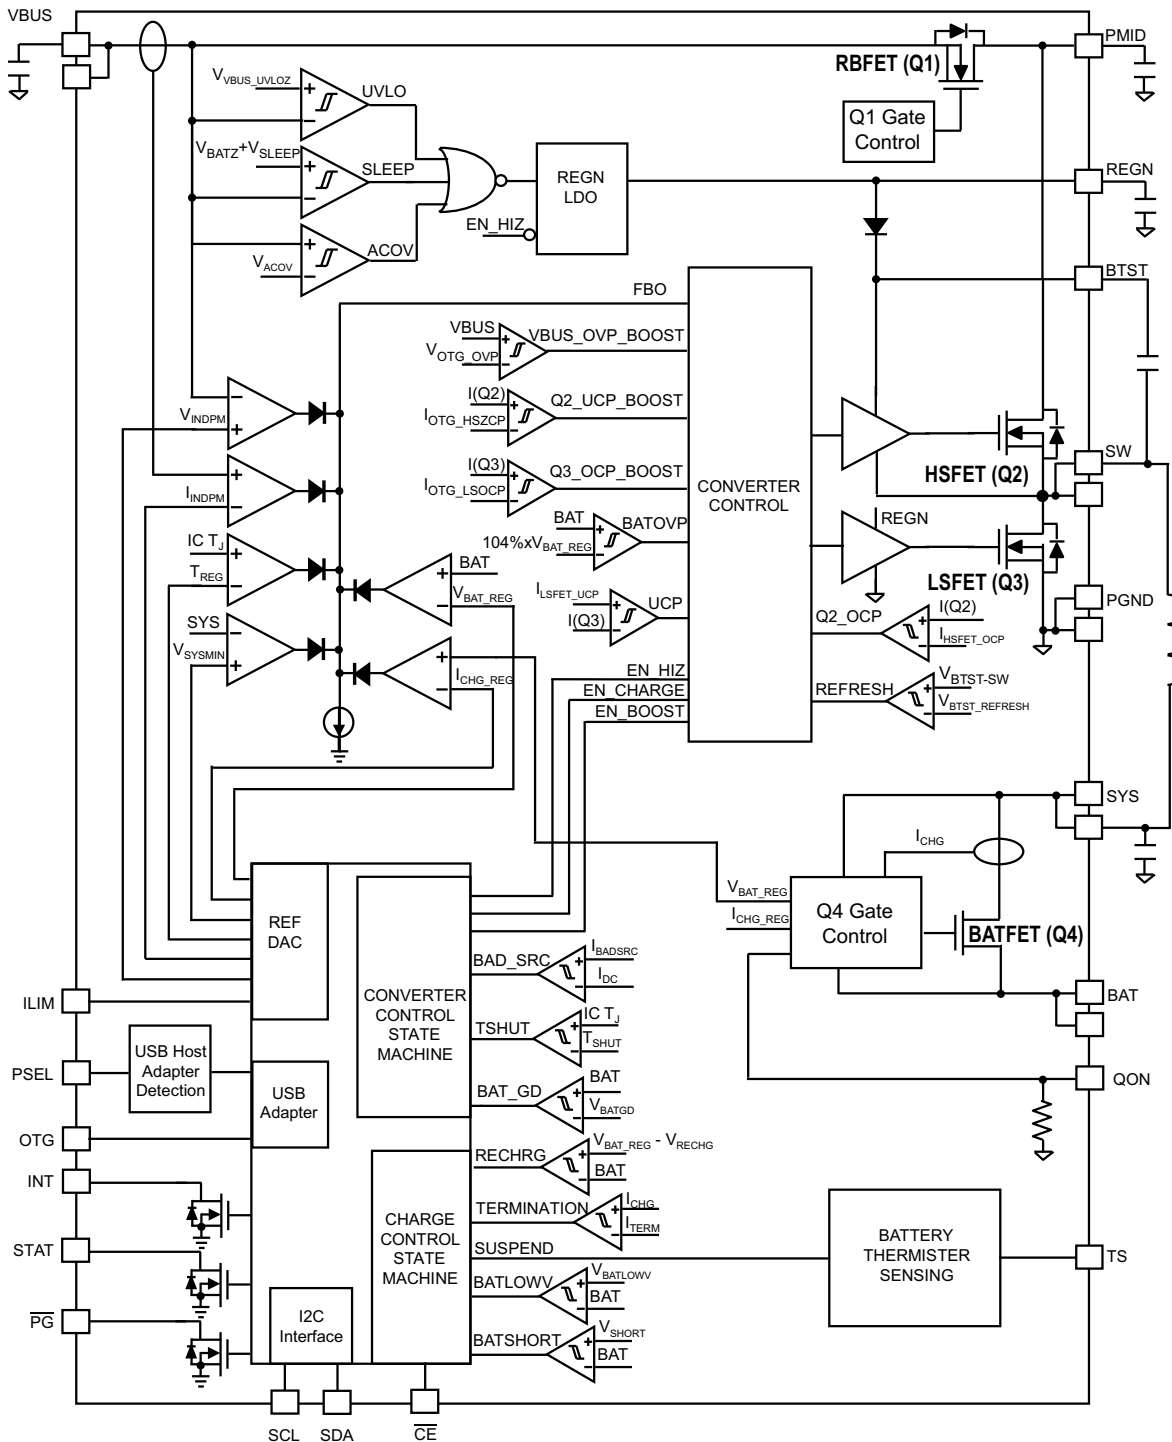 VBUS
PMID
RBFET (Q1)
V_VBUS_UVLOZ
+
−
UVLO
Q1 Gate
Control
V_BATZ+V_SLEEP
+
−
SLEEP
REGN
LDO
REGN
EN_HIZ
+
−
ACOV
V_ACOV
BTST
FBO
VBUS
+
−
V_OTG_OVP
VBUS_OVP_BOOST
I(Q2)
+
−
I_OTG_HSZCP
Q2_UCP_BOOST
−
+
V_INDPM
HSFET (Q2)
SW
I(Q3)
+
−
I_OTG_LSOCP
Q3_OCP_BOOST
CONVERTER
CONTROL
+
−
I_INDPM
BAT
+
−
104%xV_BAT_REG
BATOVP
REGN
IC T_J
+
−
T_REG
+
−
BAT
V_BAT_REG
LSFET (Q3)
PGND
I_LSFET_UCP
+
−
I(Q3)
UCP
Q2_OCP
+
−
I(Q2)
I_HSFET_OCP
SYS
−
+
V_SYSMIN
+
−
I_CHG_REG
EN_HIZ
EN_CHARGE
EN_BOOST
REFRESH
+
−
V_BTST-SW
V_BTST_REFRESH
SYS
I_CHG
V_BAT_REG
I_CHG_REG
Q4 Gate
Control
BATFET (Q4)
REF
DAC
BAD_SRC
+
−
I_BADSRC
I_DC
BAT
ILIM
CONVERTER
CONTROL
STATE
MACHINE
TSHUT
+
−
IC T_J
T_SHUT
PSEL
USB Host
Adapter
Detection
USB
Adapter
BAT_GD
+
−
BAT
V_BATGD
QON
OTG
RECHRG
+
−
V_BAT_REG - V_RECHG
BAT
INT
CHARGE
CONTROL
STATE
MACHINE
TERMINATION
+
−
I_CHG
I_TERM
SUSPEND
BATTERY
THERMISTER
SENSING
TS
STAT
BATLOWV
+
−
V_BATLOWV
BAT
PG
I2C
Interface
BATSHORT
+
−
V_SHORT
BAT
SCL
SDA
CE